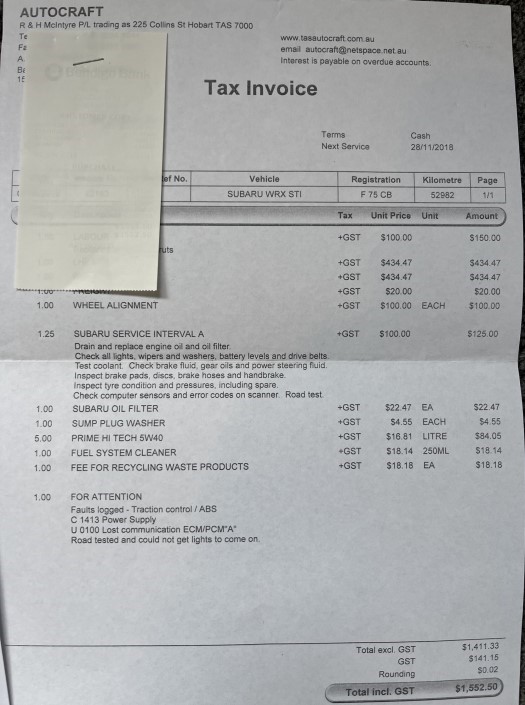 AUTOCRAFT
R & H McIntyre P/L trading as 225 Collins St Hobart TAS 7000
www.tasautocraft.com.au
email autocraft@netspace.net.au
Interest is payable on overdue accounts.
Tax Invoice
Terms Cash
Next Service 28/11/2018
ef No. Vehicle Registration Kilometre Page
SUBARU WRX STI F 75 CB 52982 1/1
Tax Unit Price Unit Amount
+GST $100.00 $150.00
uts
+GST $434.47 $434.47
+GST $434.47 $434.47
+GST $20.00 $20.00
1.00 WHEEL ALIGNMENT +GST $100.00 EACH $100.00
1.25 SUBARU SERVICE INTERVAL A +GST $100.00 $125.00
Drain and replace engine oil and oil filter.
Check all lights, wipers and washers, battery levels and drive belts.
Test coolant. Check brake fluid, gear oils and power steering fluid.
Inspect brake pads, discs, brake hoses and handbrake.
Inspect tyre condition and pressures, including spare.
Check computer sensors and error codes on scanner. Road test.
1.00 SUBARU OIL FILTER +GST $22.47 EA $22.47
1.00 SUMP PLUG WASHER +GST $4.55 EACH $4.55
5.00 PRIME HI TECH 5W40 +GST $16.81 LITRE $84.05
1.00 FUEL SYSTEM CLEANER +GST $18.14 250ML $18.14
1.00 FEE FOR RECYCLING WASTE PRODUCTS +GST $18.18 EA $18.18
1.00 FOR ATTENTION
Faults logged - Traction control / ABS
C 1413 Power Supply
U 0100 Lost communication ECM/PCM"A"
Road tested and could not get lights to come on.
Total excl. GST $1,411.33
GST $141.15
Rounding $0.02
Total incl. GST $1,552.50